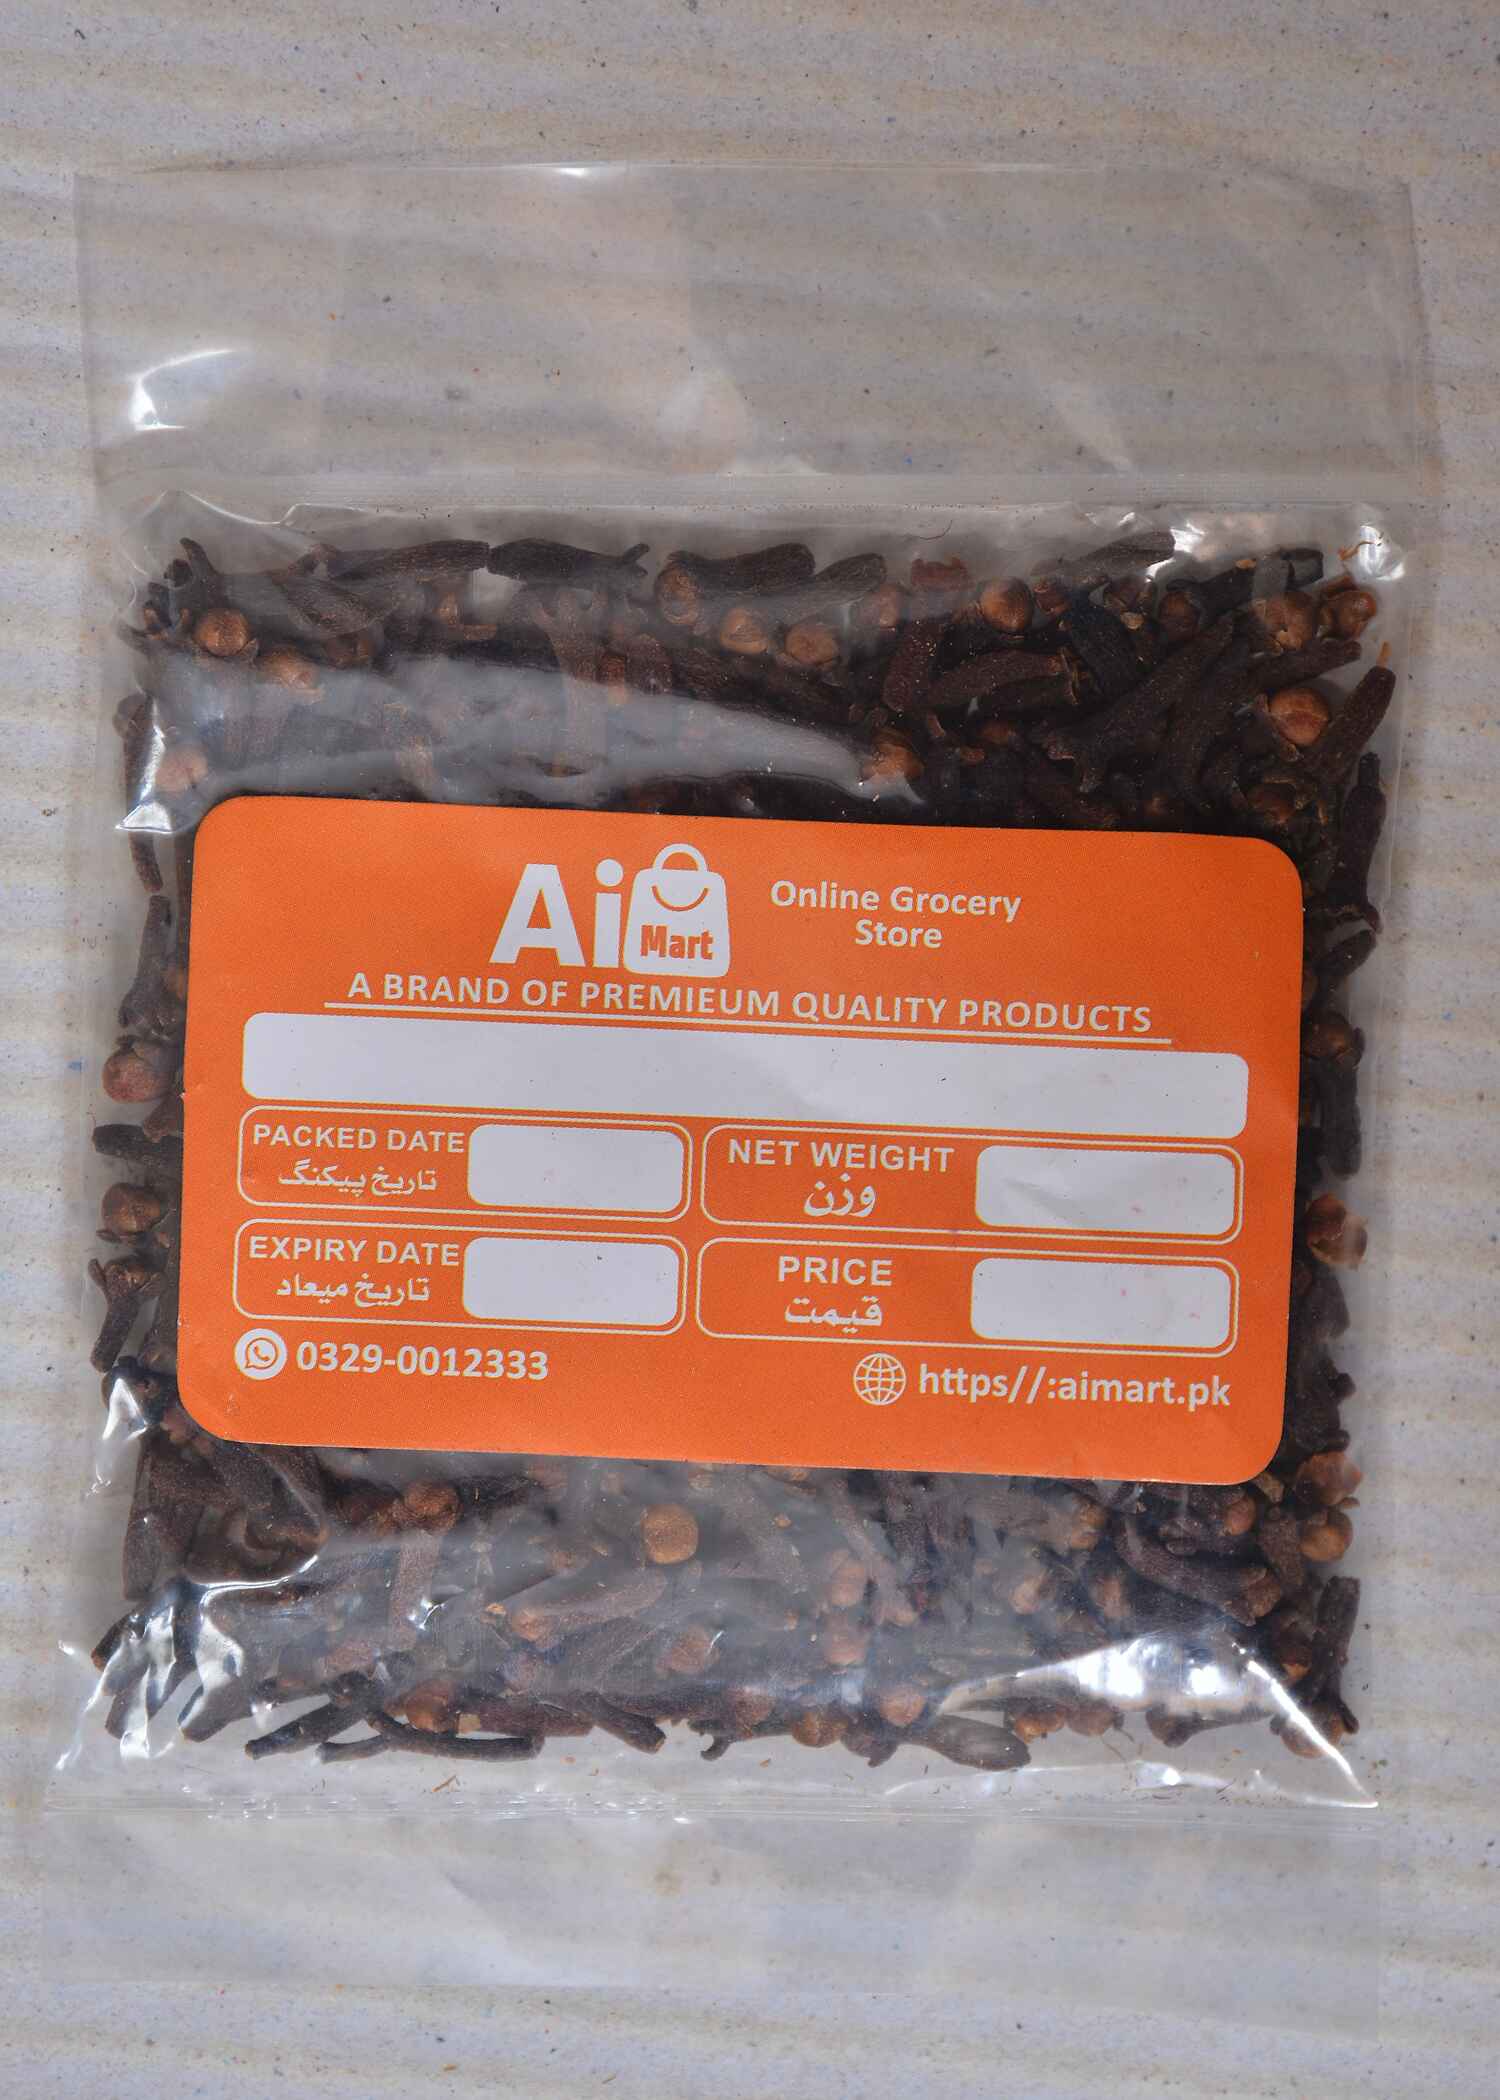 Ai Mart
Online Grocery
Store
A BRAND OF PREMIEUM QUALITY PRODUCTS
PACKED DATE
تاریخ پیکنگ
NET WEIGHT
وزن
EXPIRY DATE
تاریخ میعاد
PRICE
قیمت
0329-0012333
https//:aimart.pk